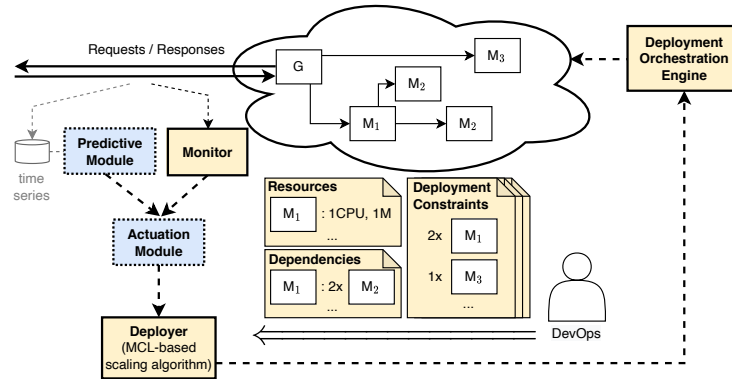 Requests / Responses
G
M3
M2
M1
M2
Deployment
Orchestration
Engine
Predictive
Module
Monitor
time
series
Actuation
Module
Resources
M1 : 1CPU, 1M
...
Dependencies
M1 : 2x M2
...
Deployment
Constraints
2x M1
1x M3
...
DevOps
Deployer
(MCL-based
scaling algorithm)